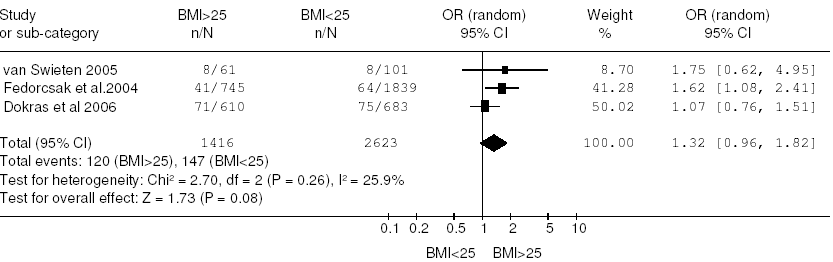 Study BMI>25 BMI<25 OR (random) Weight OR (random)
or sub-category n/N n/N 95% CI % 95% CI
van Swieten 2005 8/61 8/101 8.70 1.75 [0.62, 4.95]
Fedorcsak et al.2004 41/745 64/1839 41.28 1.62 [1.08, 2.41]
Dokras et al 2006 71/610 75/683 50.02 1.07 [0.76, 1.51]
Total (95% CI) 1416 2623 100.00 1.32 [0.96, 1.82]
Total events: 120 (BMI>25), 147 (BMI<25)
Test for heterogeneity: Chi² = 2.70, df = 2 (P = 0.26), I² = 25.9%
Test for overall effect: Z = 1.73 (P = 0.08)
0.1 0.2 0.5 1 2 5 10
BMI<25 BMI>25